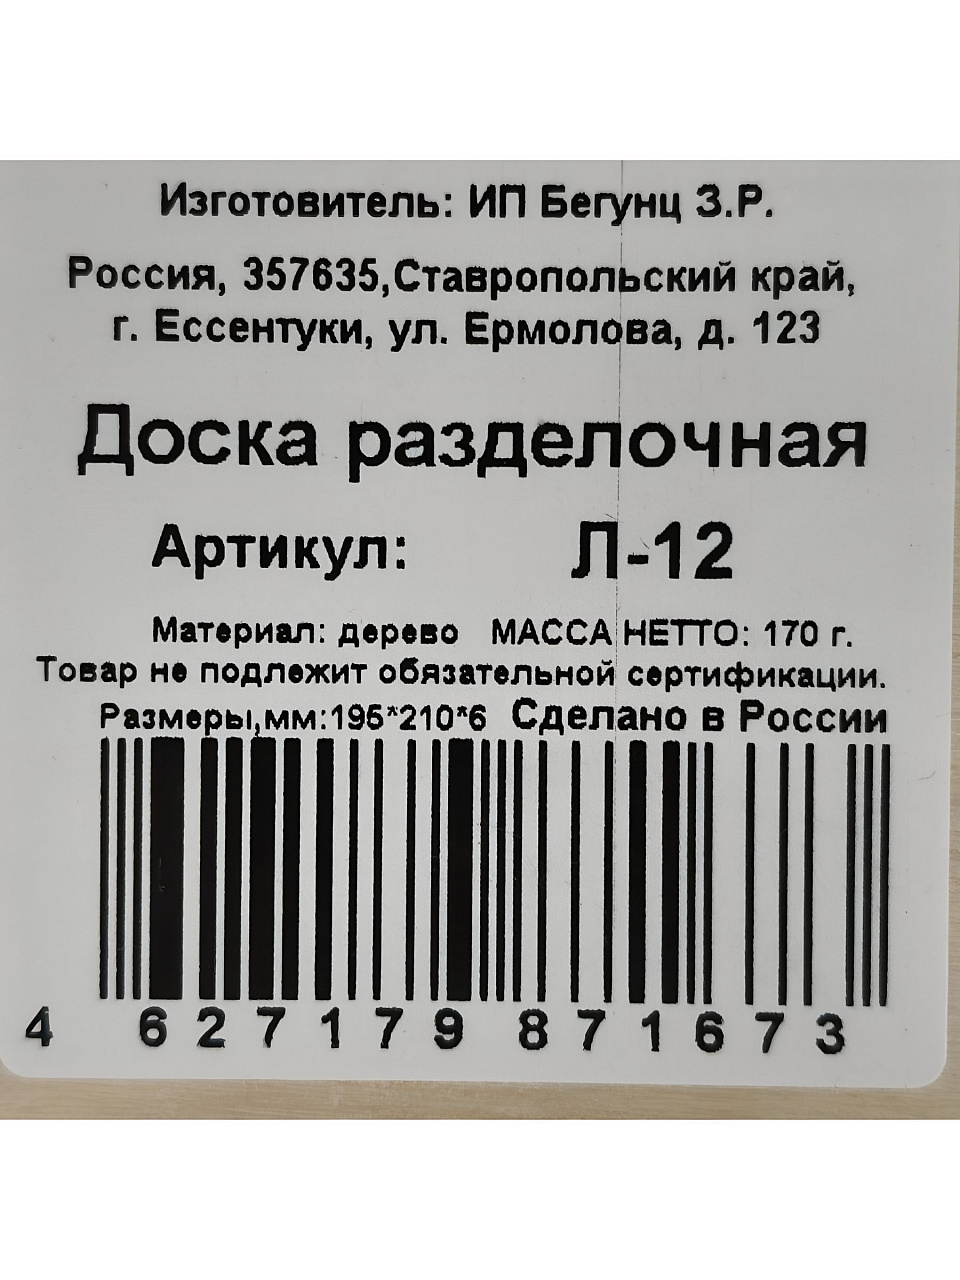 Изготовитель: ИП Бегунц З.Р.
Россия, 357635,Ставропольский край,
г. Ессентуки, ул. Ермолова, д. 123
Доска разделочная
Артикул: Л-12
Материал: дерево МАССА НЕТТО: 170 г.
Товар не подлежит обязательной сертификации.
Размеры,мм:195*210*6 Сделано в России
4 627179 871673